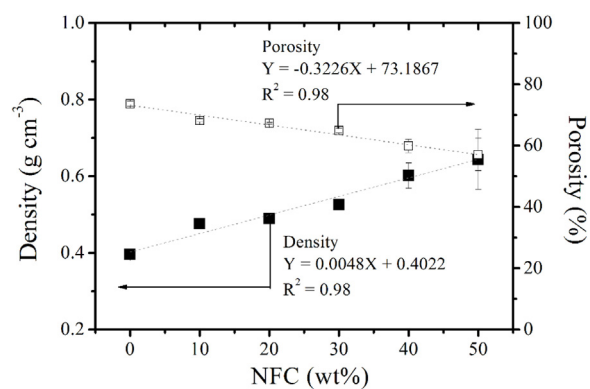 1.0
0.8
0.6
0.4
0.2
Density (g cm⁻³)
100
80
60
40
20
0
Porosity (%)
Porosity
Y = -0.3226X + 73.1867
R² = 0.98
Density
Y = 0.0048X + 0.4022
R² = 0.98
0 10 20 30 40 50
NFC (wt%)